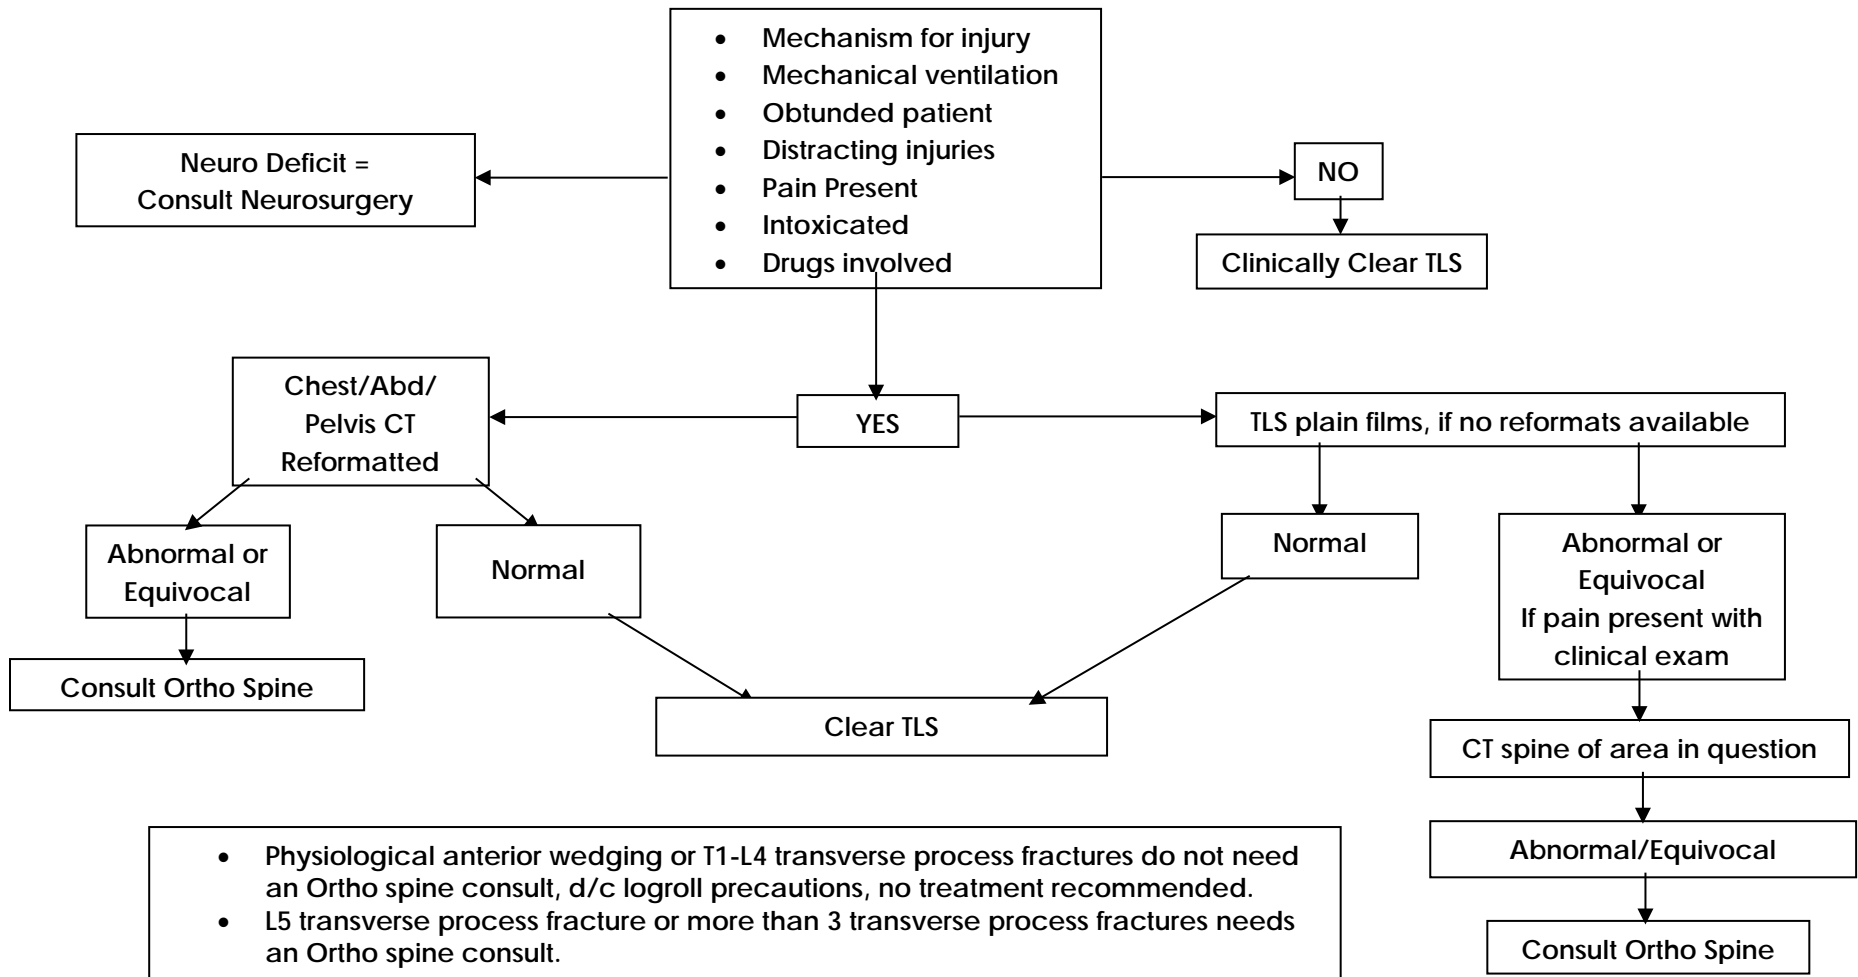 • Mechanism for injury
• Mechanical ventilation
• Obtunded patient
• Distracting injuries
• Pain Present
• Intoxicated
• Drugs involved
Neuro Deficit =
Consult Neurosurgery
NO
Clinically Clear TLS
YES
Chest/Abd/
Pelvis CT
Reformatted
TLS plain films, if no reformats available
Abnormal or
Equivocal
Normal
Normal
Abnormal or
Equivocal
If pain present with
clinical exam
Consult Ortho Spine
Clear TLS
CT spine of area in question
Abnormal/Equivocal
Consult Ortho Spine
• Physiological anterior wedging or T1-L4 transverse process fractures do not need
an Ortho spine consult, d/c logroll precautions, no treatment recommended.
• L5 transverse process fracture or more than 3 transverse process fractures needs
an Ortho spine consult.